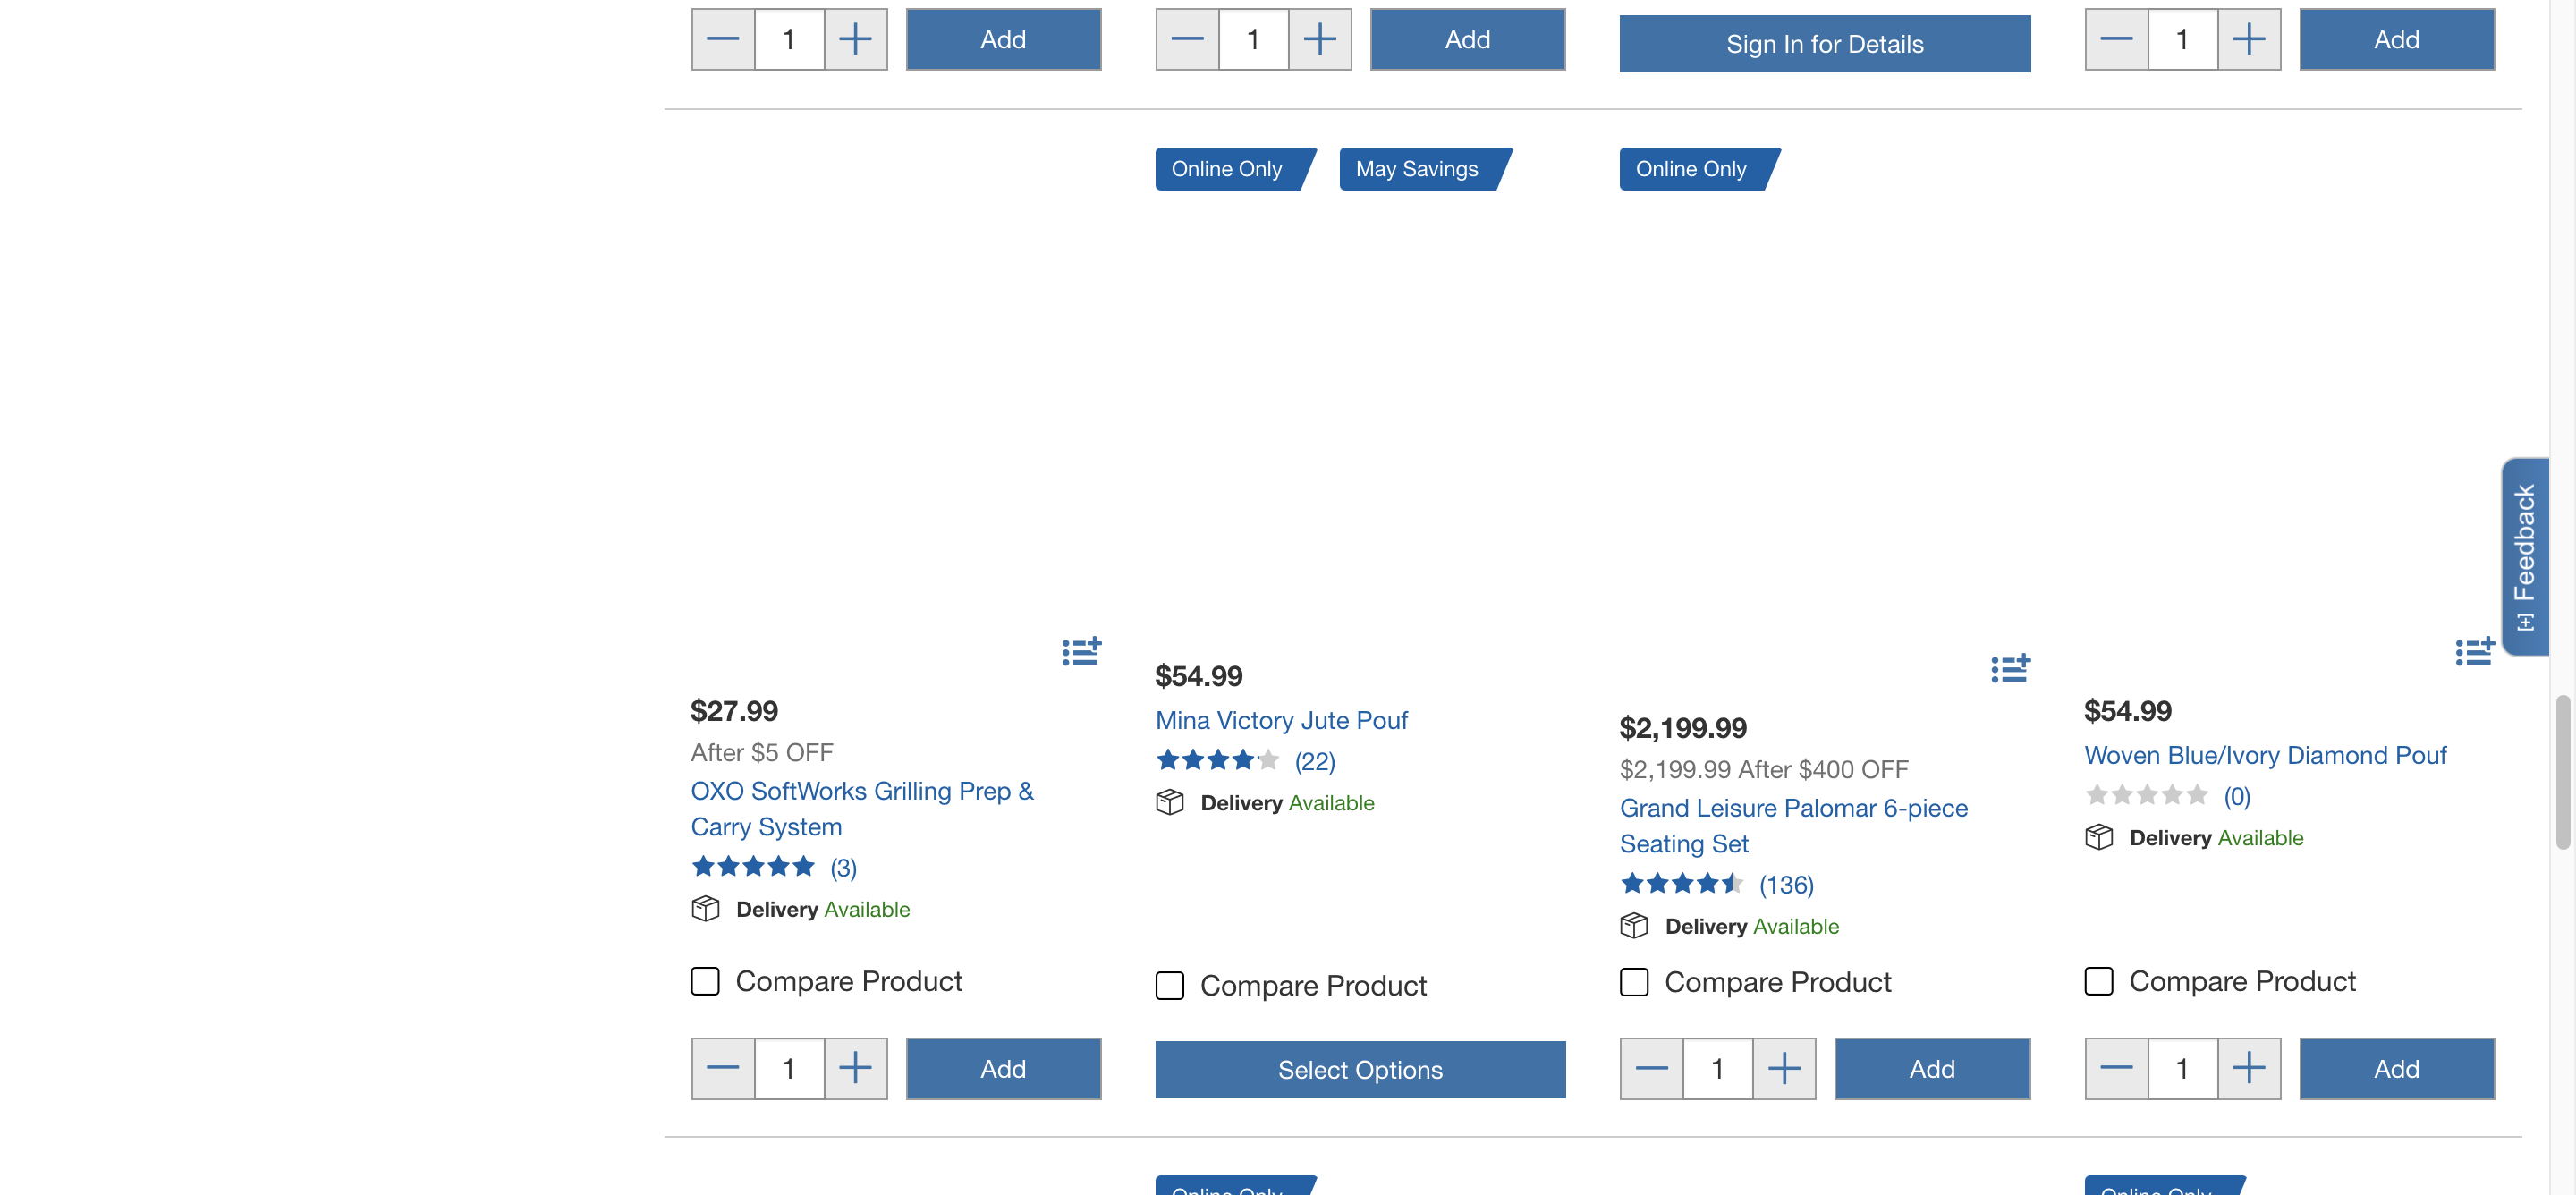 1 Add
1 Add
Sign In for Details
1 Add
Online Only
May Savings
Online Only
[+] Feedback
$27.99
After $5 OFF
OXO SoftWorks Grilling Prep &
Carry System
(3)
Delivery Available
Compare Product
1 Add
$54.99
Mina Victory Jute Pouf
(22)
Delivery Available
Compare Product
Select Options
$2,199.99
$2,199.99 After $400 OFF
Grand Leisure Palomar 6-piece
Seating Set
(136)
Delivery Available
Compare Product
1 Add
$54.99
Woven Blue/Ivory Diamond Pouf
(0)
Delivery Available
Compare Product
1 Add
Online Only
Online Only